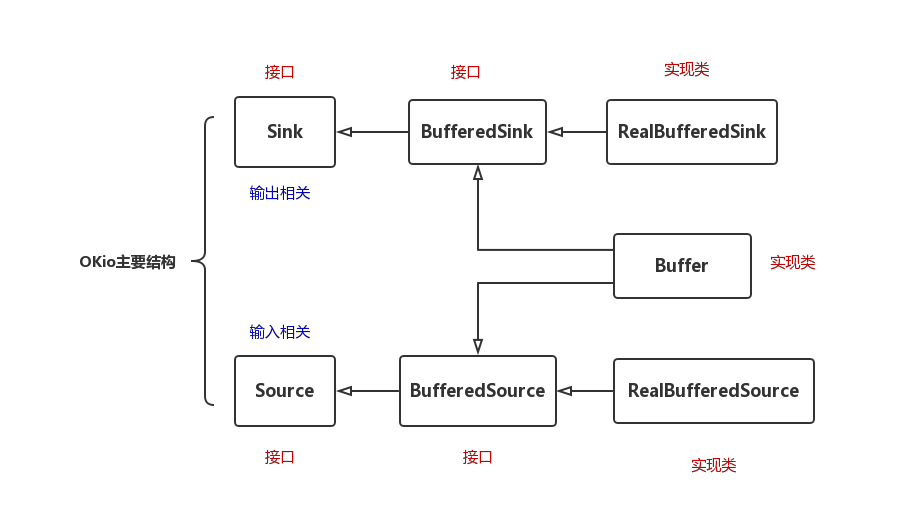 接口
接口
实现类
Sink
BufferedSink
RealBufferedSink
输出相关
OKio主要结构
Buffer
实现类
输入相关
Source
BufferedSource
RealBufferedSource
接口
接口
实现类